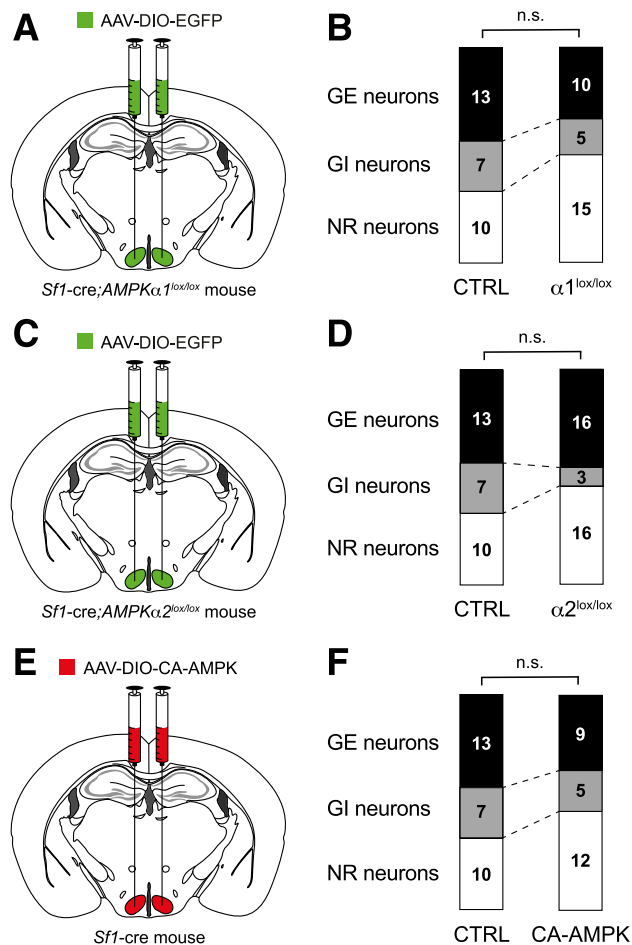 A
AAV-DIO-EGFP
Sf1-cre;AMPKα1lox/lox mouse
B
n.s.
GE neurons
13
10
GI neurons
7
5
NR neurons
10
15
CTRL
α1lox/lox
C
AAV-DIO-EGFP
Sf1-cre;AMPKα2lox/lox mouse
D
n.s.
GE neurons
13
16
GI neurons
7
3
NR neurons
10
16
CTRL
α2lox/lox
E
AAV-DIO-CA-AMPK
Sf1-cre mouse
F
n.s.
GE neurons
13
9
GI neurons
7
5
NR neurons
10
12
CTRL
CA-AMPK